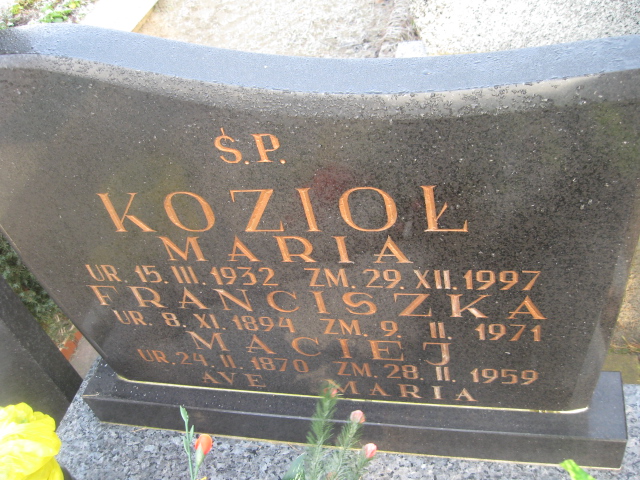 Ś.P.
KOZIOŁ
MARIA
UR. 15. III. 1932 ZM. 29. XII. 1997
FRANCISZKA
UR. 8. XI. 1894 ZM. 9. II. 1971
MACIEJ
UR. 24. II. 1870 ZM. 28. II. 1959
AVE MARIA